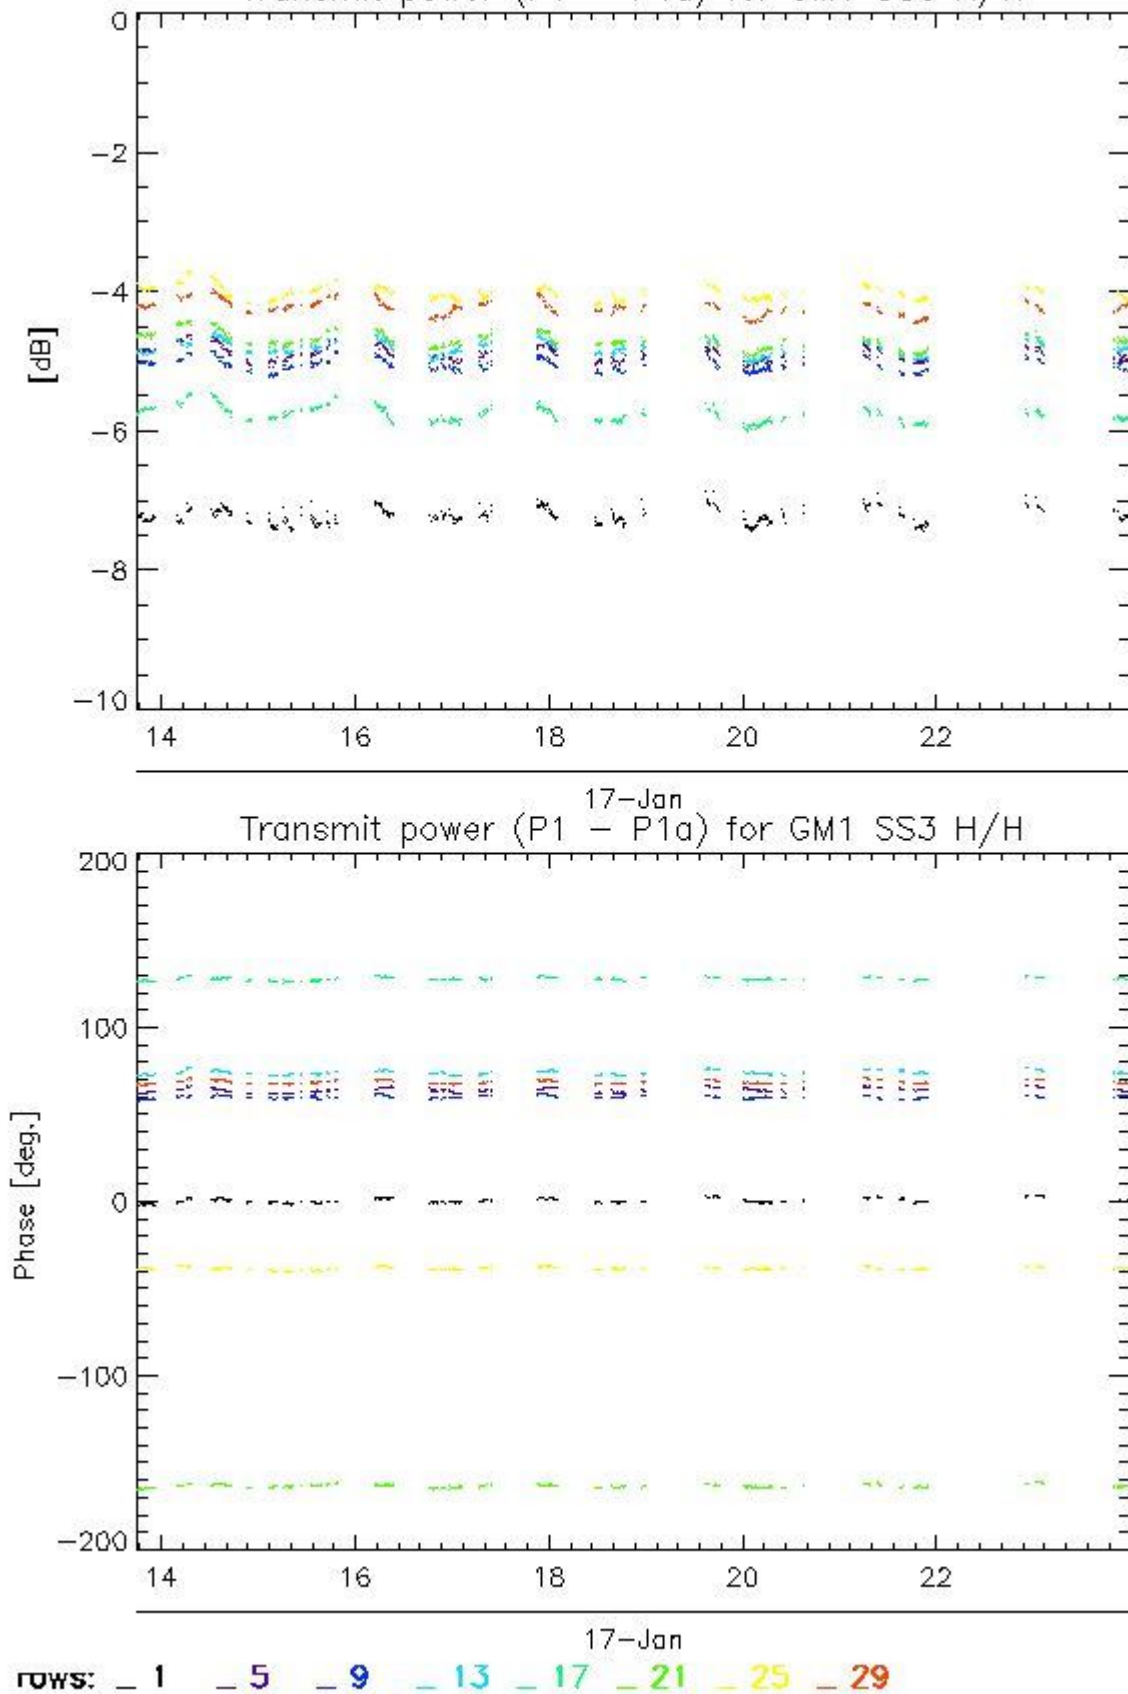 0
−2
−4
[dB]
−6
−8
−10
14 16 18 20 22
17−Jan
Transmit power (P1 − P1a) for GM1 SS3 H/H
200
100
0
Phase [deg.]
−100
−200
14 16 18 20 22
17−Jan
rows: _ 1 _ 5 _ 9 _ 13 _ 17 _ 21 _ 25 _ 29